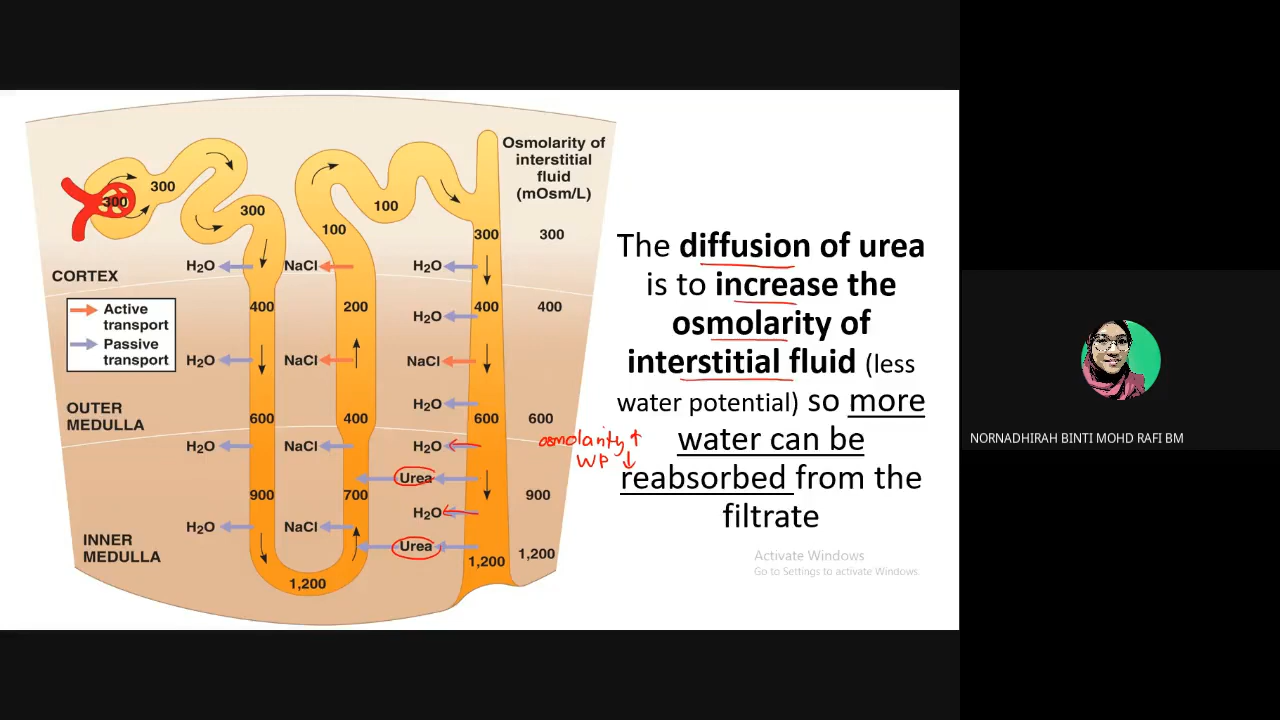 Osmolarity of
interstitial
fluid
(mOsm/L)
300
300
300
100
100
300
300
H₂O
NaCl
H₂O
CORTEX
Active
transport
Passive
transport
400
200
H₂O
400
400
H₂O
NaCl
NaCl
H₂O
OUTER
MEDULLA
600
400
600
600
H₂O
NaCl
H₂O
Urea
900
700
H₂O
900
H₂O
NaCl
INNER
MEDULLA
Urea
1,200
1,200
1,200
The diffusion of urea
is to increase the
osmolarity of
interstitial fluid (less
water potential) so more
water can be
reabsorbed from the
filtrate
osmolarity ↑
WP ↓
Activate Windows
Go to Settings to activate Windows.
NORNADHIRAH BINTI MOHD RAFI BM